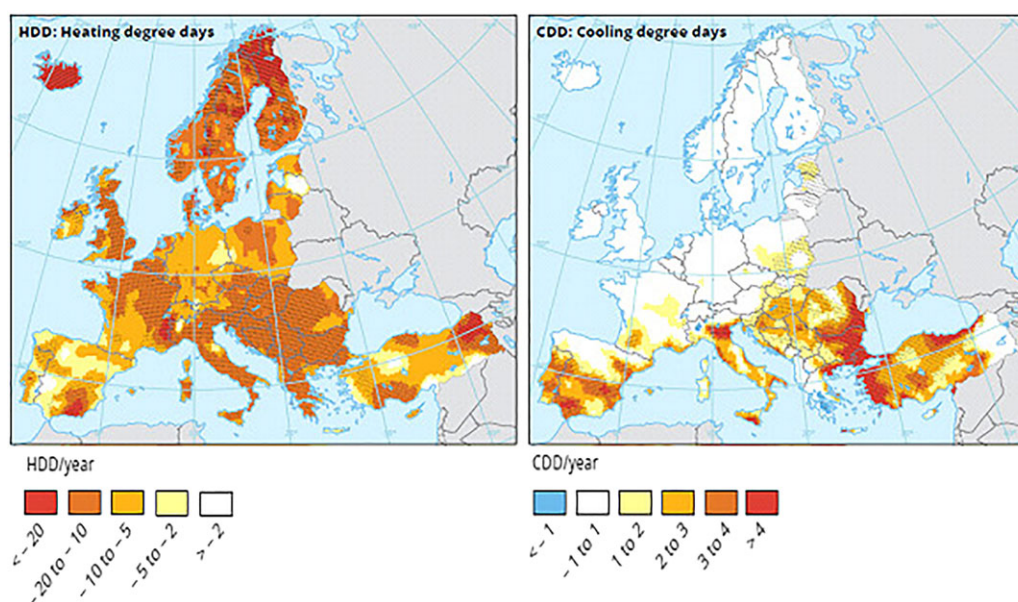 HDD: Heating degree days
CDD: Cooling degree days
HDD/year
< – 20
– 20 to – 10
– 10 to – 5
– 5 to – 2
> – 2
CDD/year
< – 1
– 1 to 1
1 to 2
2 to 3
3 to 4
> 4